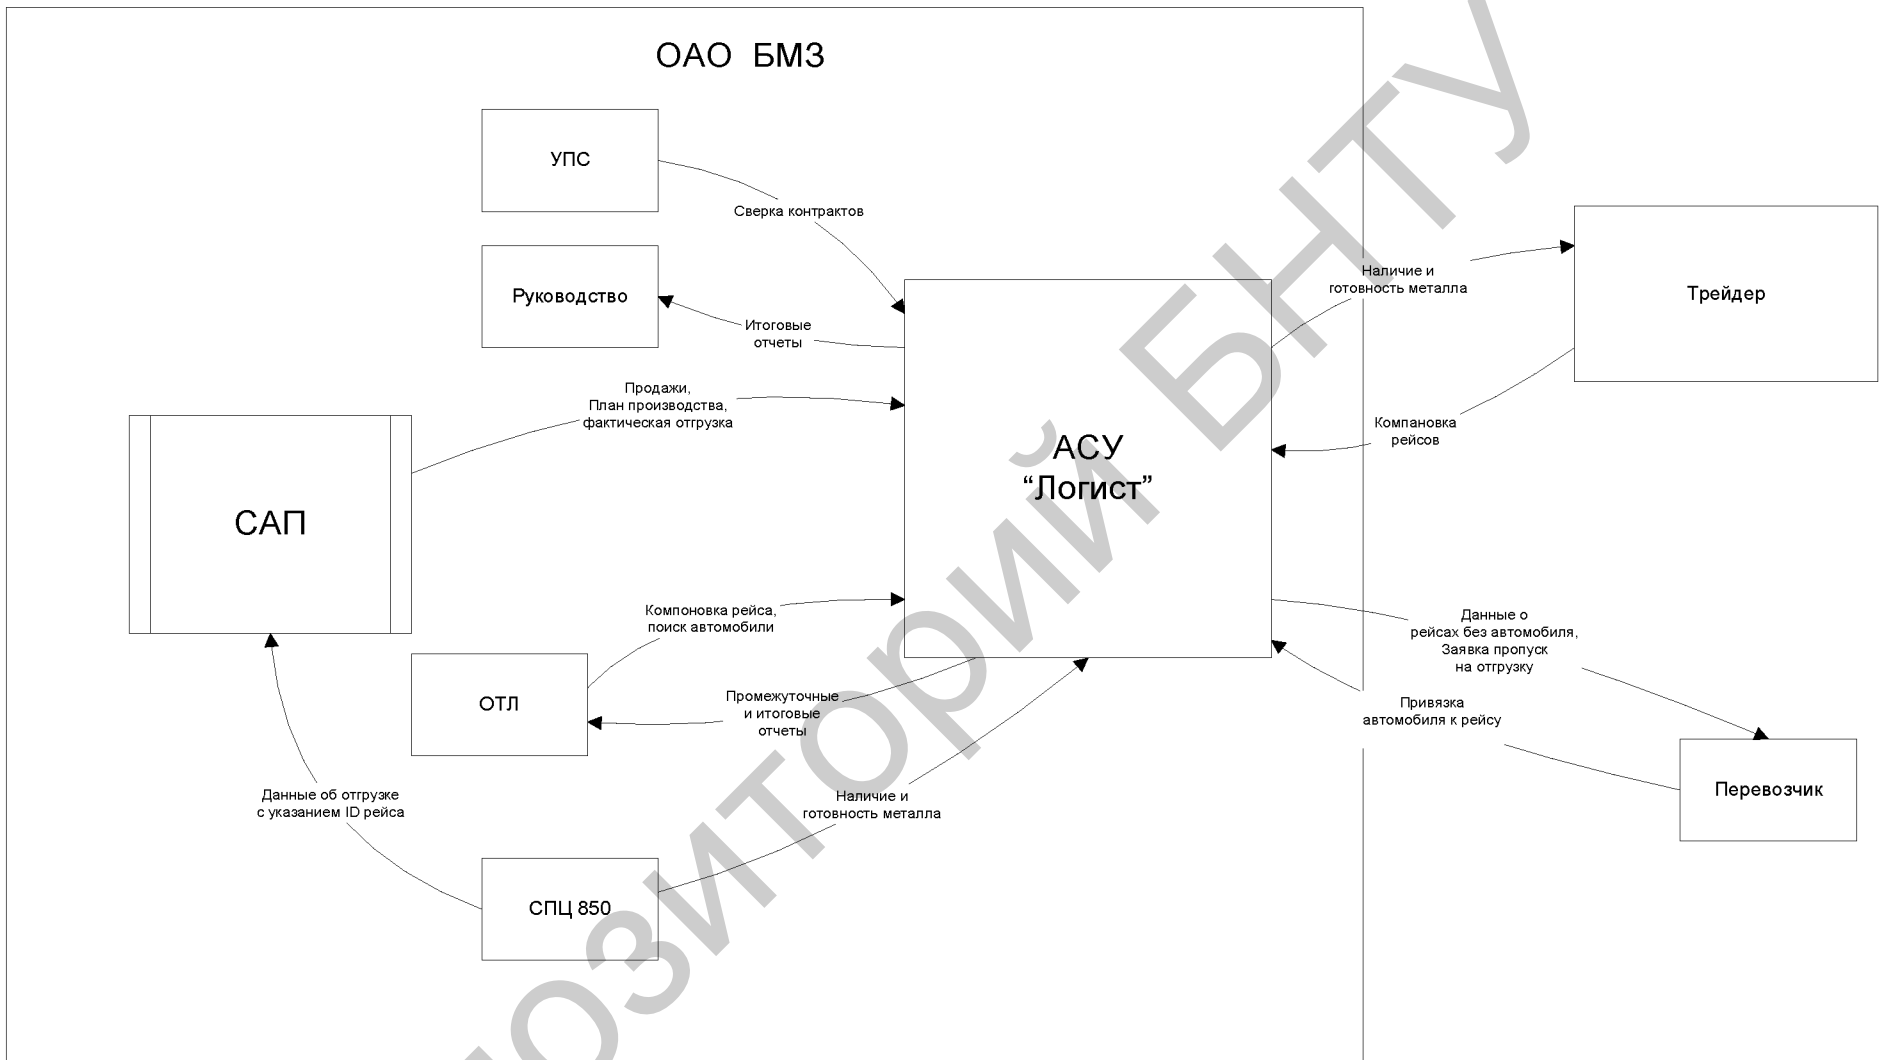 ОАО БМЗ
УПС
Сверка контрактов
Руководство
Итоговые
отчеты
Наличие и
готовность металла
Трейдер
Продажи,
План производства,
фактическая отгрузка
Компановка
рейсов
АСУ
“Логист”
САП
Компоновка рейса,
поиск автомобили
Данные о
рейсах без автомобиля,
Заявка пропуск
на отгрузку
ОТЛ
Промежуточные
и итоговые
отчеты
Привязка
автомобиля к рейсу
Перевозчик
Данные об отгрузке
с указанием ID рейса
Наличие и
готовность металла
СПЦ 850
позиторий БНТУ